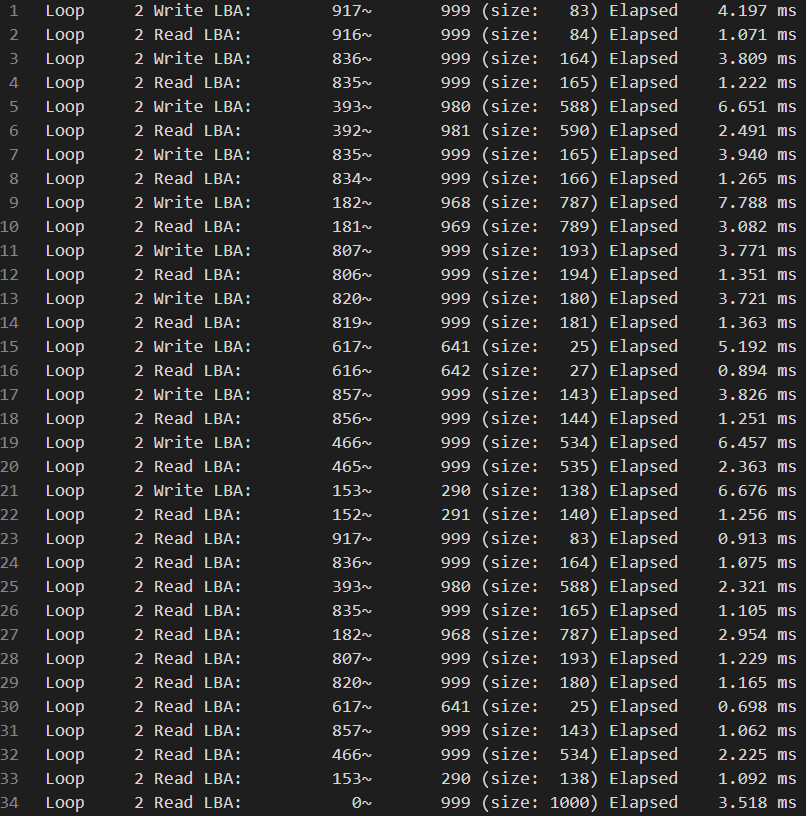 1 Loop 2 Write LBA: 917~ 999 (size: 83) Elapsed 4.197 ms
2 Loop 2 Read LBA: 916~ 999 (size: 84) Elapsed 1.071 ms
3 Loop 2 Write LBA: 836~ 999 (size: 164) Elapsed 3.809 ms
4 Loop 2 Read LBA: 835~ 999 (size: 165) Elapsed 1.222 ms
5 Loop 2 Write LBA: 393~ 980 (size: 588) Elapsed 6.651 ms
6 Loop 2 Read LBA: 392~ 981 (size: 590) Elapsed 2.491 ms
7 Loop 2 Write LBA: 835~ 999 (size: 165) Elapsed 3.940 ms
8 Loop 2 Read LBA: 834~ 999 (size: 166) Elapsed 1.265 ms
9 Loop 2 Write LBA: 182~ 968 (size: 787) Elapsed 7.788 ms
10 Loop 2 Read LBA: 181~ 969 (size: 789) Elapsed 3.082 ms
11 Loop 2 Write LBA: 807~ 999 (size: 193) Elapsed 3.771 ms
12 Loop 2 Read LBA: 806~ 999 (size: 194) Elapsed 1.351 ms
13 Loop 2 Write LBA: 820~ 999 (size: 180) Elapsed 3.721 ms
14 Loop 2 Read LBA: 819~ 999 (size: 181) Elapsed 1.363 ms
15 Loop 2 Write LBA: 617~ 641 (size: 25) Elapsed 5.192 ms
16 Loop 2 Read LBA: 616~ 642 (size: 27) Elapsed 0.894 ms
17 Loop 2 Write LBA: 857~ 999 (size: 143) Elapsed 3.826 ms
18 Loop 2 Read LBA: 856~ 999 (size: 144) Elapsed 1.251 ms
19 Loop 2 Write LBA: 466~ 999 (size: 534) Elapsed 6.457 ms
20 Loop 2 Read LBA: 465~ 999 (size: 535) Elapsed 2.363 ms
21 Loop 2 Write LBA: 153~ 290 (size: 138) Elapsed 6.676 ms
22 Loop 2 Read LBA: 152~ 291 (size: 140) Elapsed 1.256 ms
23 Loop 2 Read LBA: 917~ 999 (size: 83) Elapsed 0.913 ms
24 Loop 2 Read LBA: 836~ 999 (size: 164) Elapsed 1.075 ms
25 Loop 2 Read LBA: 393~ 980 (size: 588) Elapsed 2.321 ms
26 Loop 2 Read LBA: 835~ 999 (size: 165) Elapsed 1.105 ms
27 Loop 2 Read LBA: 182~ 968 (size: 787) Elapsed 2.954 ms
28 Loop 2 Read LBA: 807~ 999 (size: 193) Elapsed 1.229 ms
29 Loop 2 Read LBA: 820~ 999 (size: 180) Elapsed 1.165 ms
30 Loop 2 Read LBA: 617~ 641 (size: 25) Elapsed 0.698 ms
31 Loop 2 Read LBA: 857~ 999 (size: 143) Elapsed 1.062 ms
32 Loop 2 Read LBA: 466~ 999 (size: 534) Elapsed 2.225 ms
33 Loop 2 Read LBA: 153~ 290 (size: 138) Elapsed 1.092 ms
34 Loop 2 Read LBA: 0~ 999 (size: 1000) Elapsed 3.518 ms